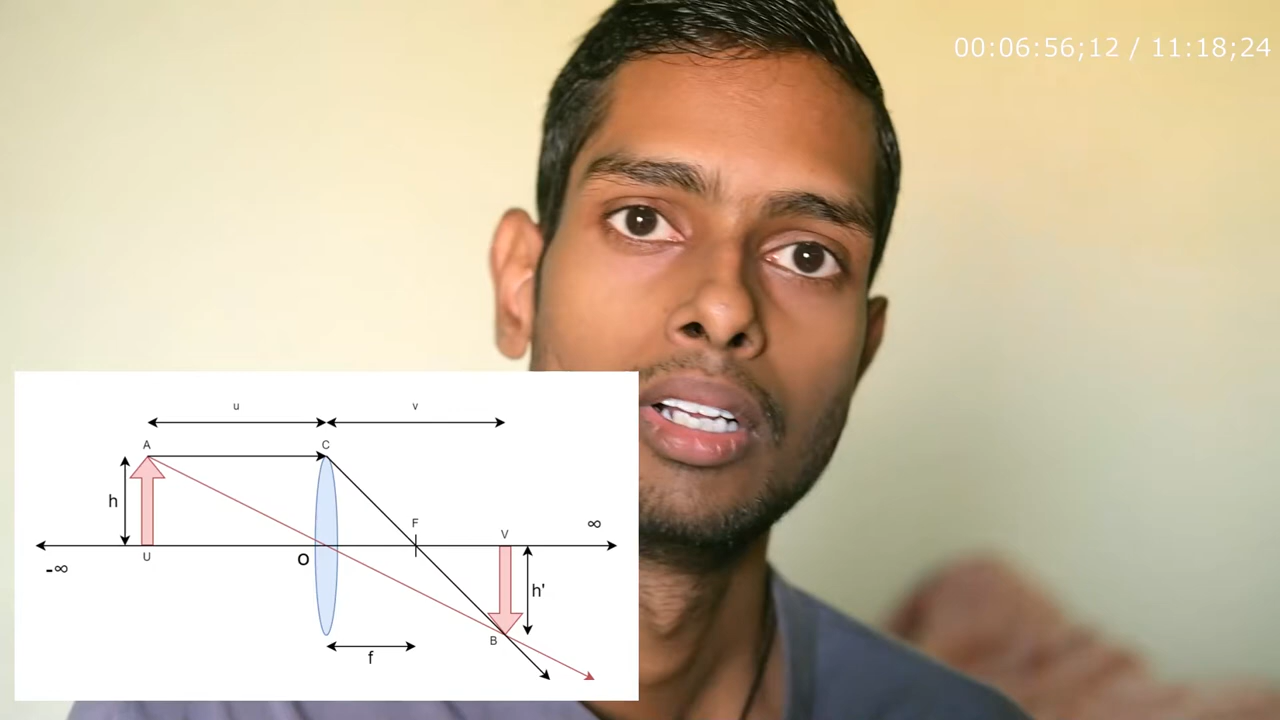 00:06:56;12 / 11:18;24
u
v
A
C
h
F
V
∞
U
O
-∞
h'
B
f